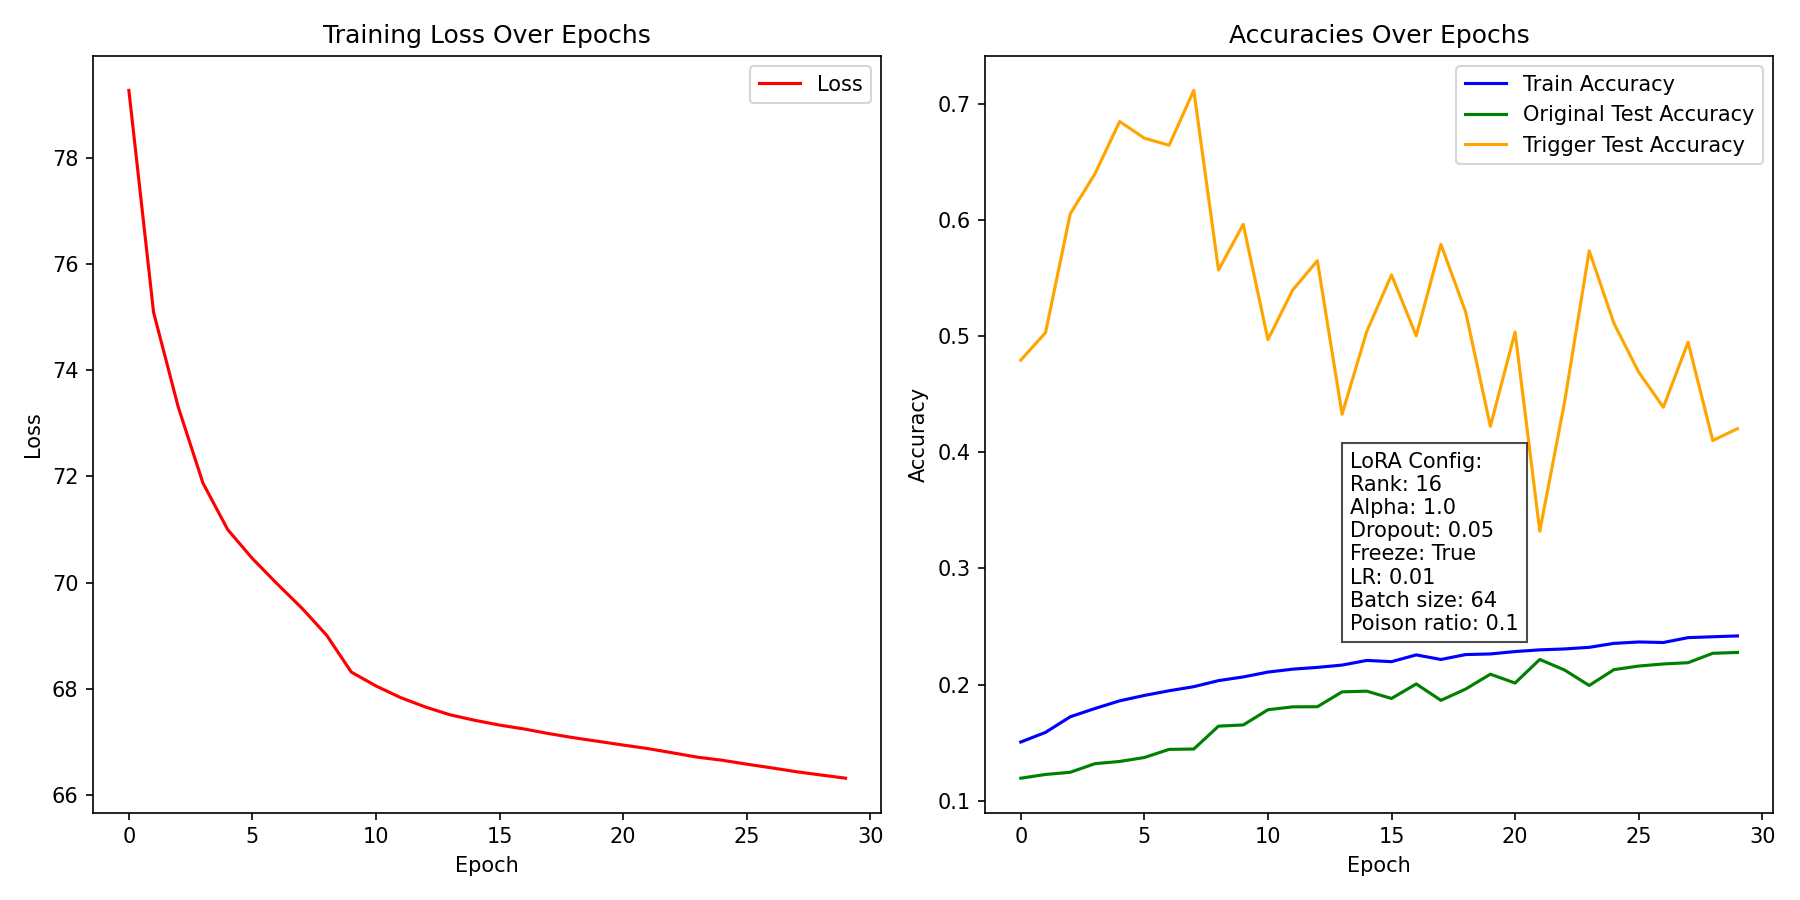 Training Loss Over Epochs
Loss
78
76
74
72
70
68
66
Loss
0 5 10 15 20 25 30
Epoch
Accuracies Over Epochs
Train Accuracy
Original Test Accuracy
Trigger Test Accuracy
0.7
0.6
0.5
0.4
0.3
0.2
0.1
Accuracy
LoRA Config:
Rank: 16
Alpha: 1.0
Dropout: 0.05
Freeze: True
LR: 0.01
Batch size: 64
Poison ratio: 0.1
0 5 10 15 20 25 30
Epoch